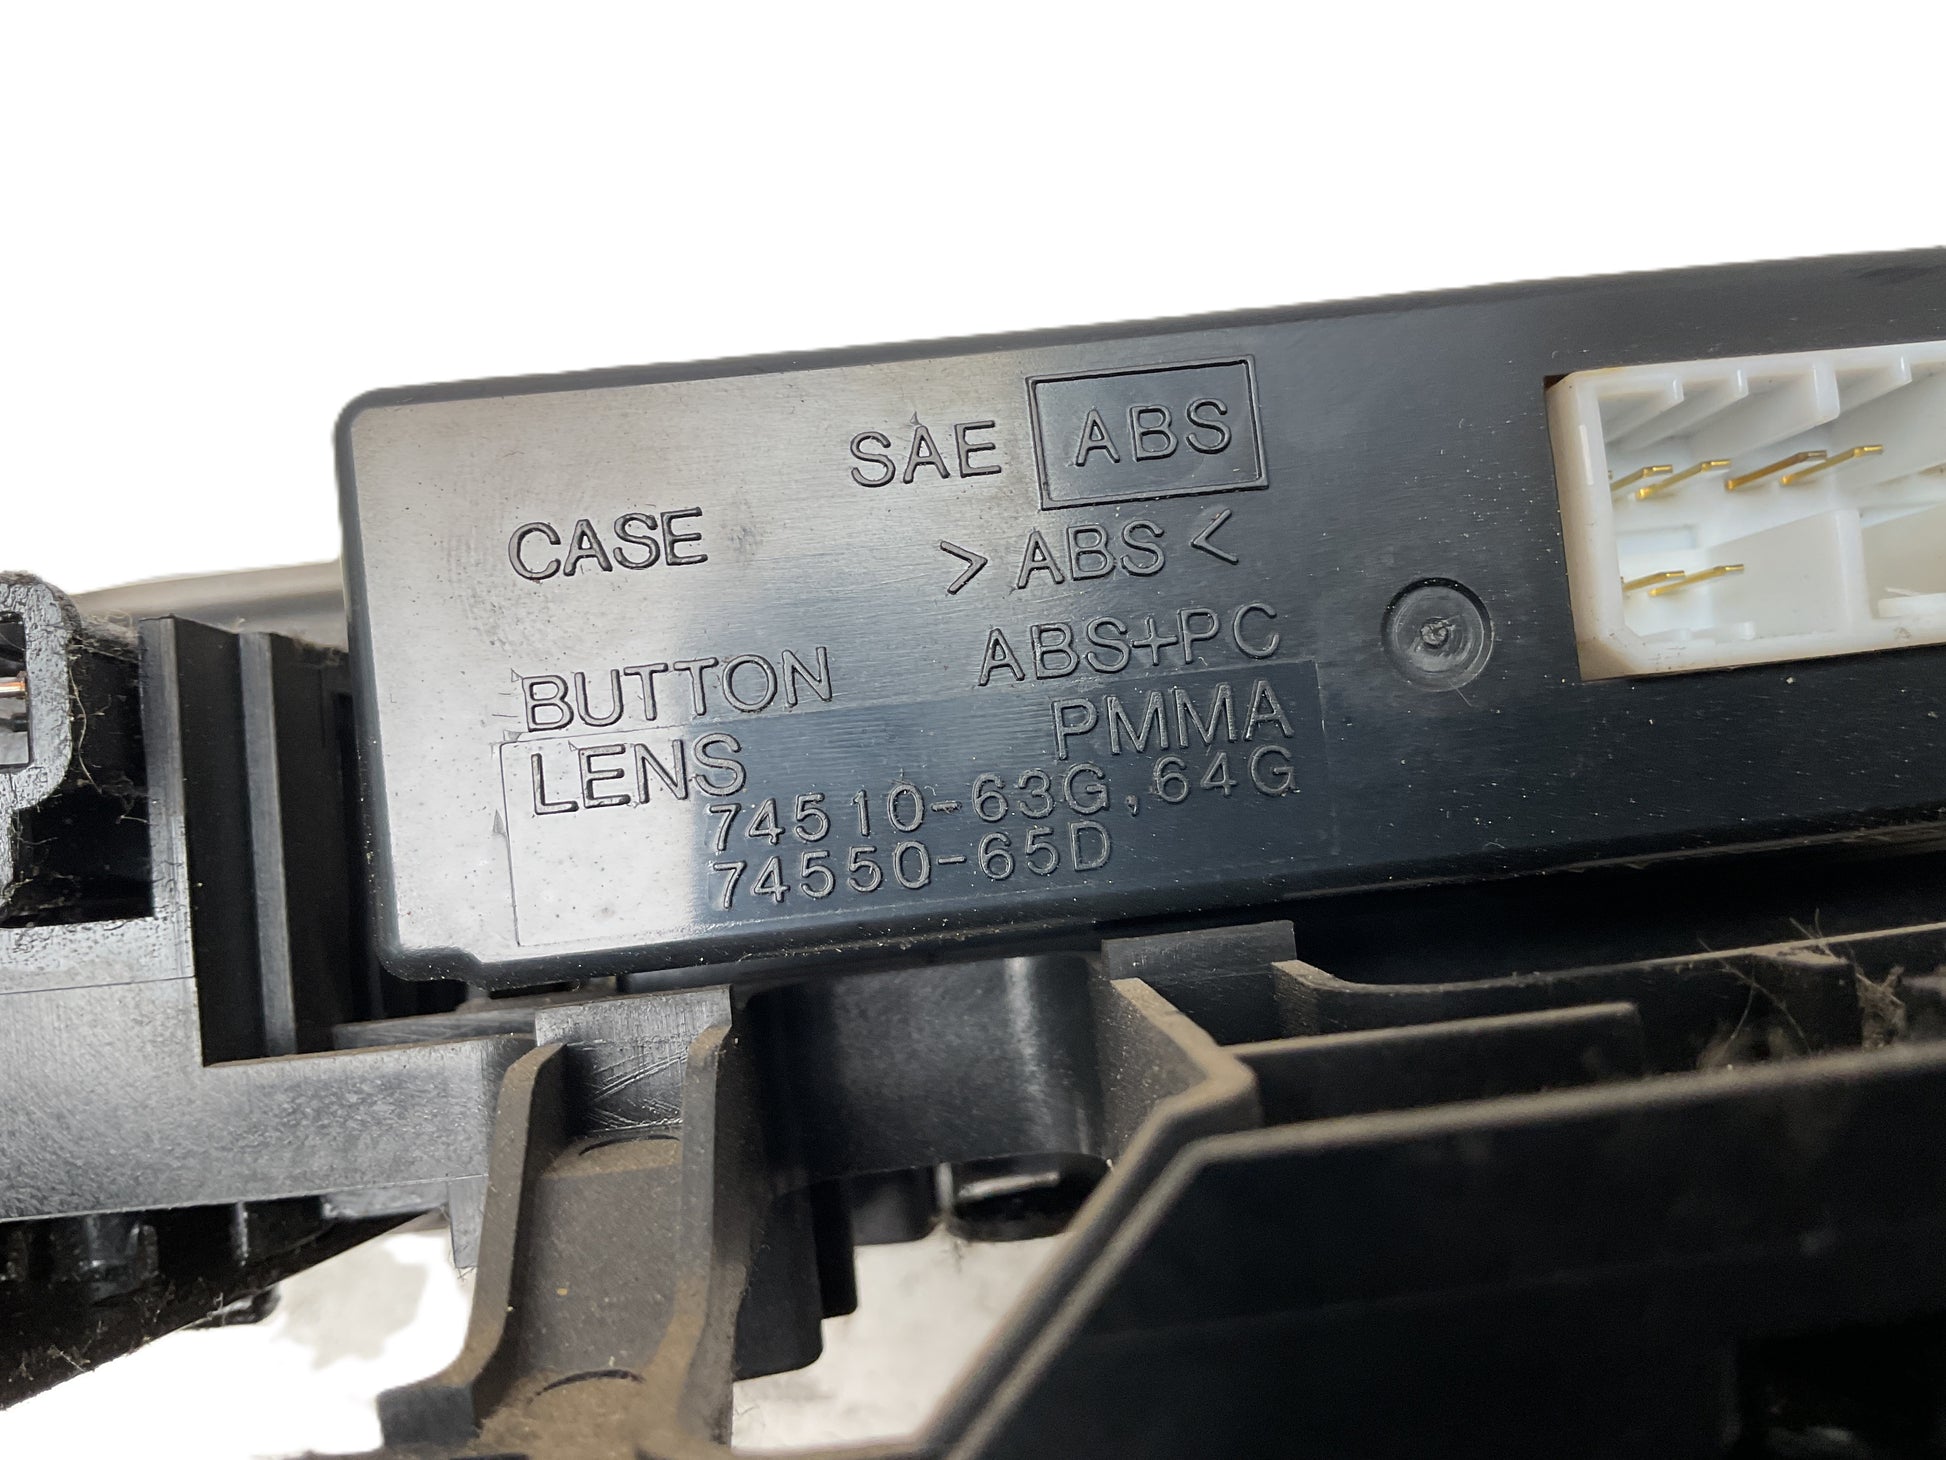 SAE ABS
CASE >ABS<
BUTTON ABS+PC
LENS PMMA
74510-63G,64G
74550-65D